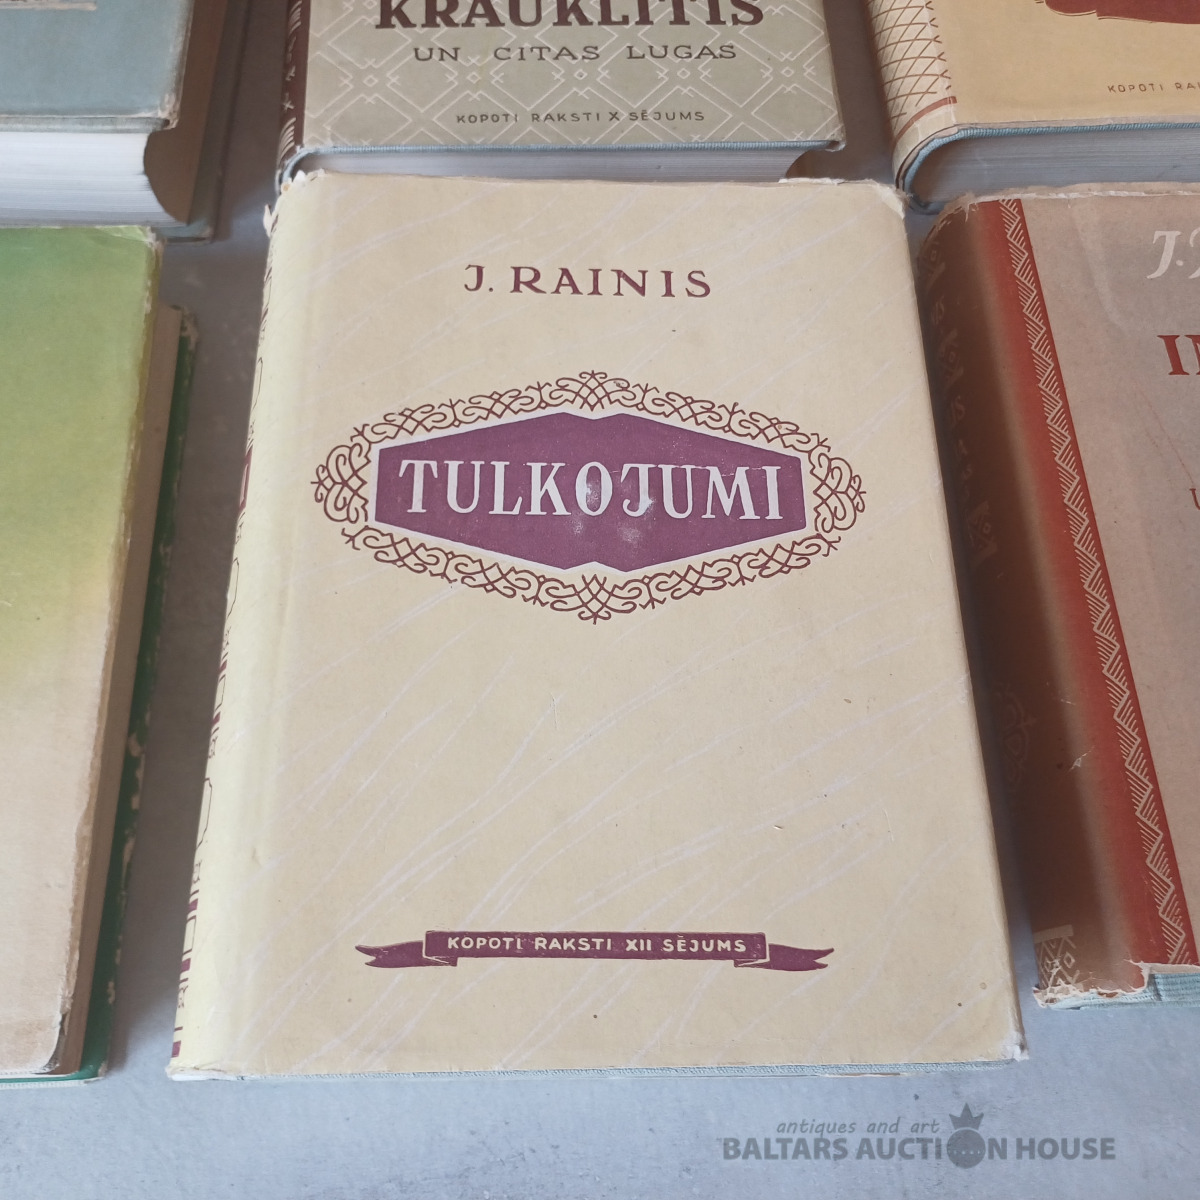 KRAUKLĪTIS
UN CITAS LUGAS
KOPOTI RAKSTI X SĒJUMS
KOPOTI
J. RAINIS
TULKOJUMI
KOPOTI RAKSTI XII SĒJUMS
J.
antiques and art
BALTARS AUCTION HOUSE